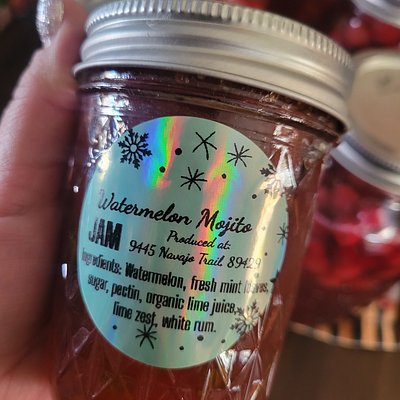 Watermelon Mojito
JAM
Produced at:
9445 Navajo Trail 89429
Ingredients: Watermelon, fresh mint leaves,
sugar, pectin, organic lime juice,
lime zest, white rum.